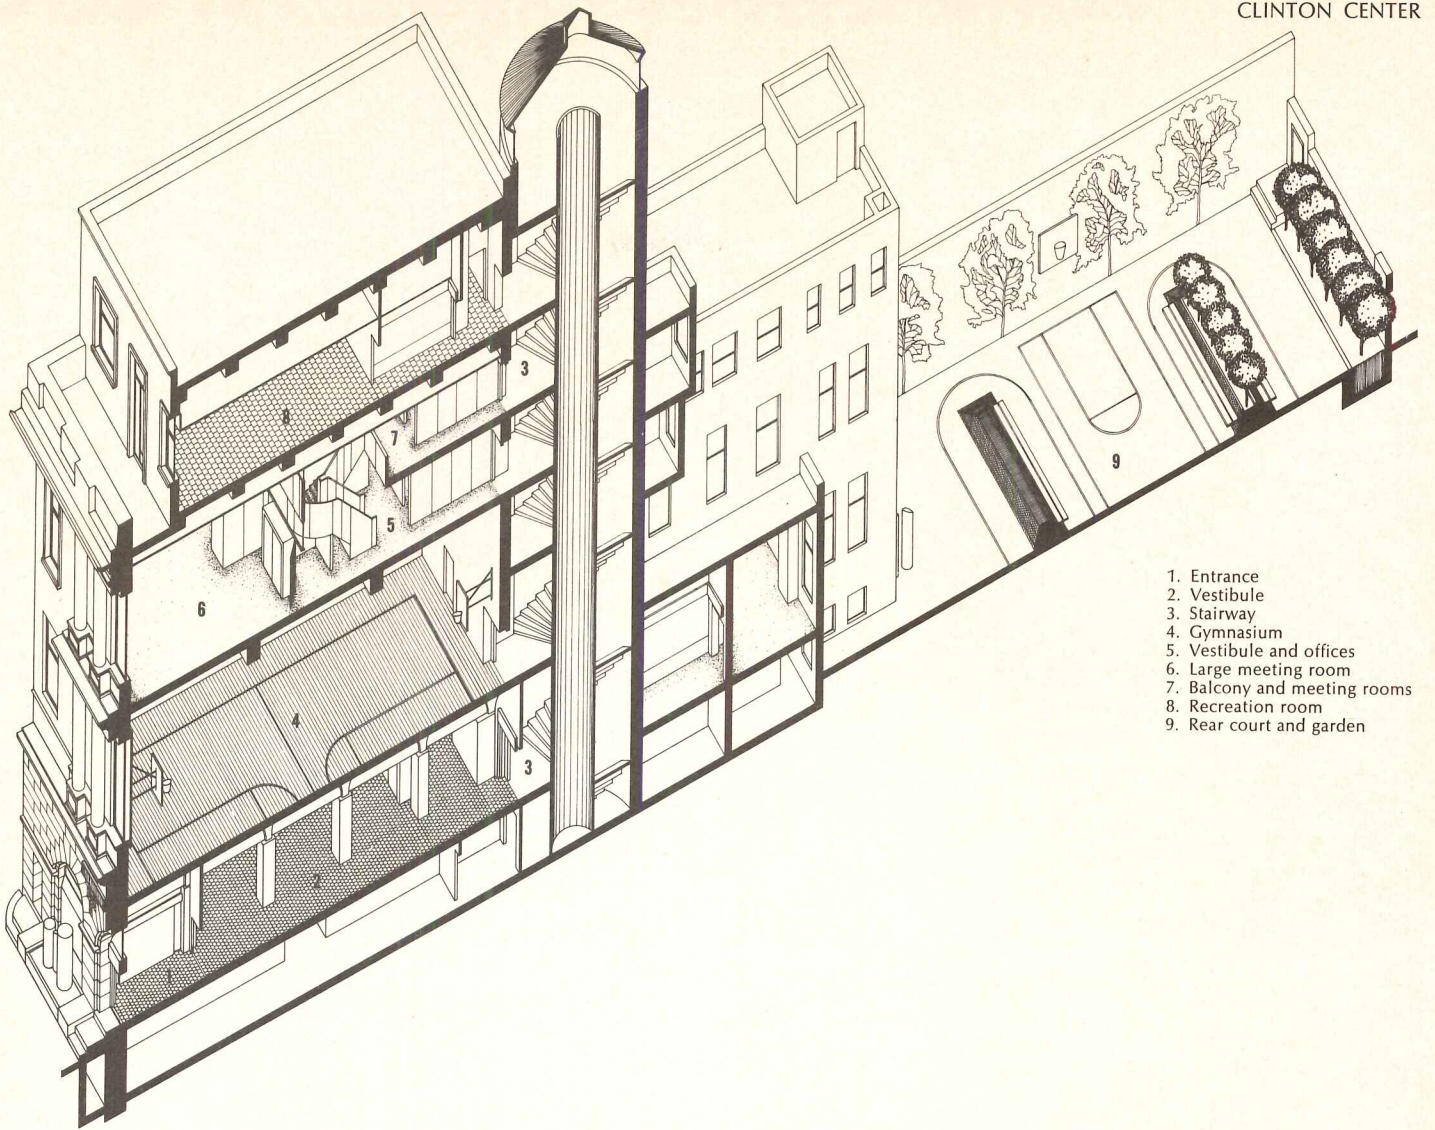 CLINTON CENTER
8
3
7
5
6
4
3
2
1
9
1. Entrance
2. Vestibule
3. Stairway
4. Gymnasium
5. Vestibule and offices
6. Large meeting room
7. Balcony and meeting rooms
8. Recreation room
9. Rear court and garden